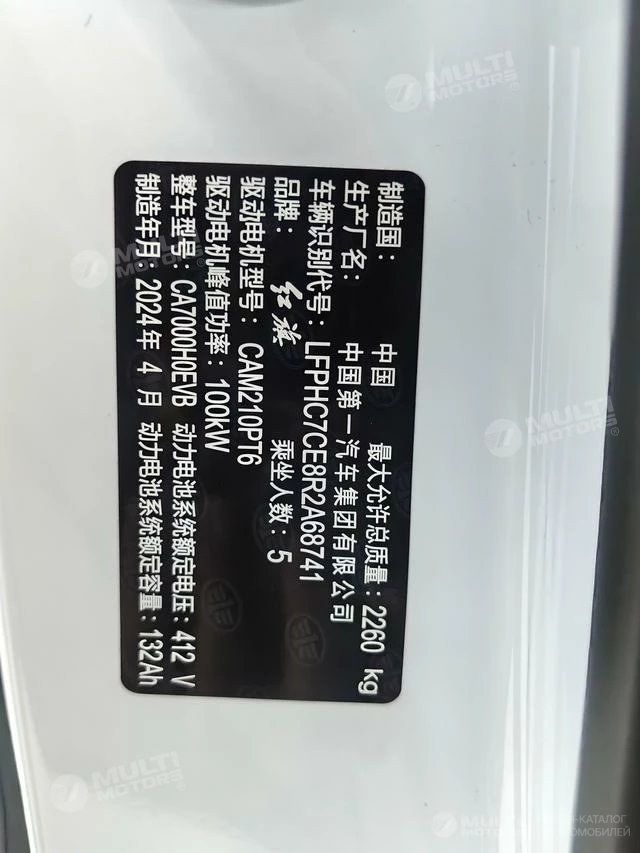 制造国: 中国 最大允许总质量: 2260 kg
生产厂名: 中国第一汽车集团有限公司
车辆识别代号: LFPHC7CE8R2A68741
品牌: 红旗 乘坐人数: 5
驱动电机型号: CAM210PT6
驱动电机峰值功率: 100kW
整车型号: CA7000H0EVB 动力电池系统额定电压: 412 V
制造年月: 2024年 4 月 动力电池系统额定容量: 132Ah
MULTI MOTORS
MULTI MOTORS
MULTI MOTORS
MULTI MOTORS